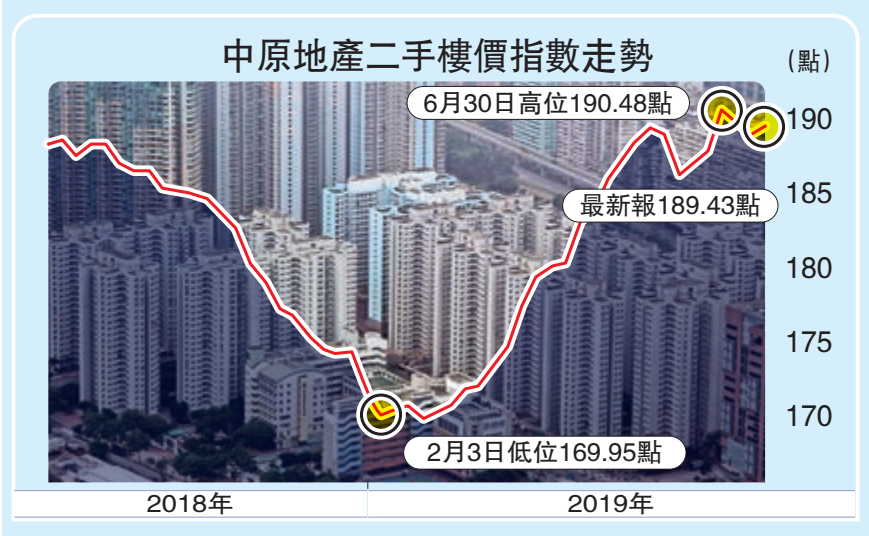 中原地產二手樓價指數走勢
(點)
6月30日高位190.48點
190
最新報189.43點
185
180
175
170
2月3日低位169.95點
2018年
2019年